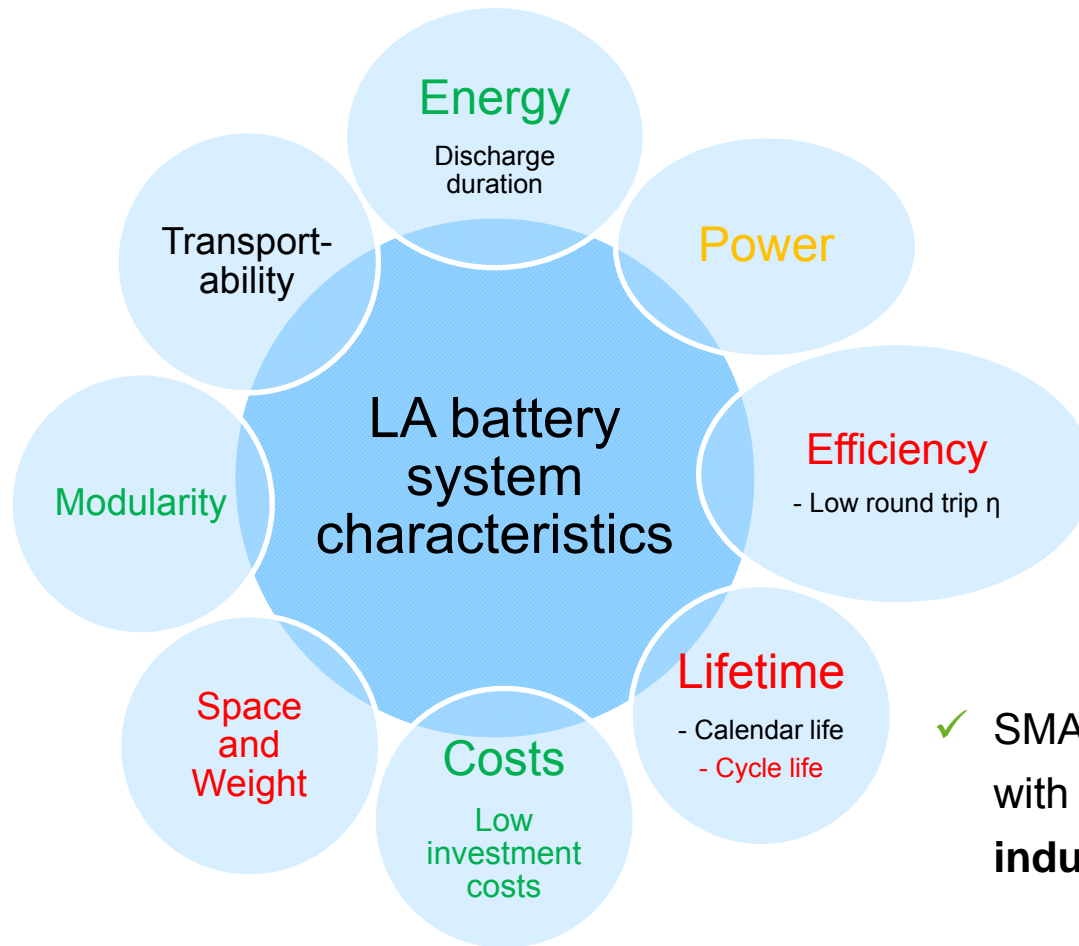 Energy
Discharge
duration
Transport-
ability
Power
LA battery
system
characteristics
Efficiency
- Low round trip η
Modularity
Lifetime
- Calendar life
- Cycle life
Space
and
Weight
Costs
Low
investment
costs
✓ SMA
with
indu